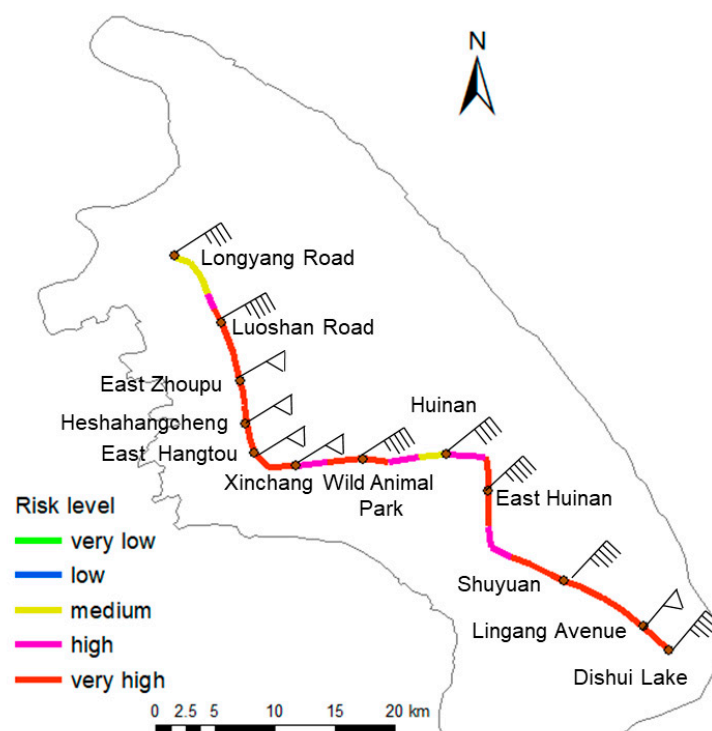 N
Longyang Road
Luoshan Road
East Zhoupu
Huinan
Heshahangcheng
East Hangtou
Xinchang
Wild Animal
Park
East Huinan
Risk level
very low
low
medium
high
very high
Shuyuan
Lingang Avenue
Dishui Lake
0 2.5 5 10 15 20 km